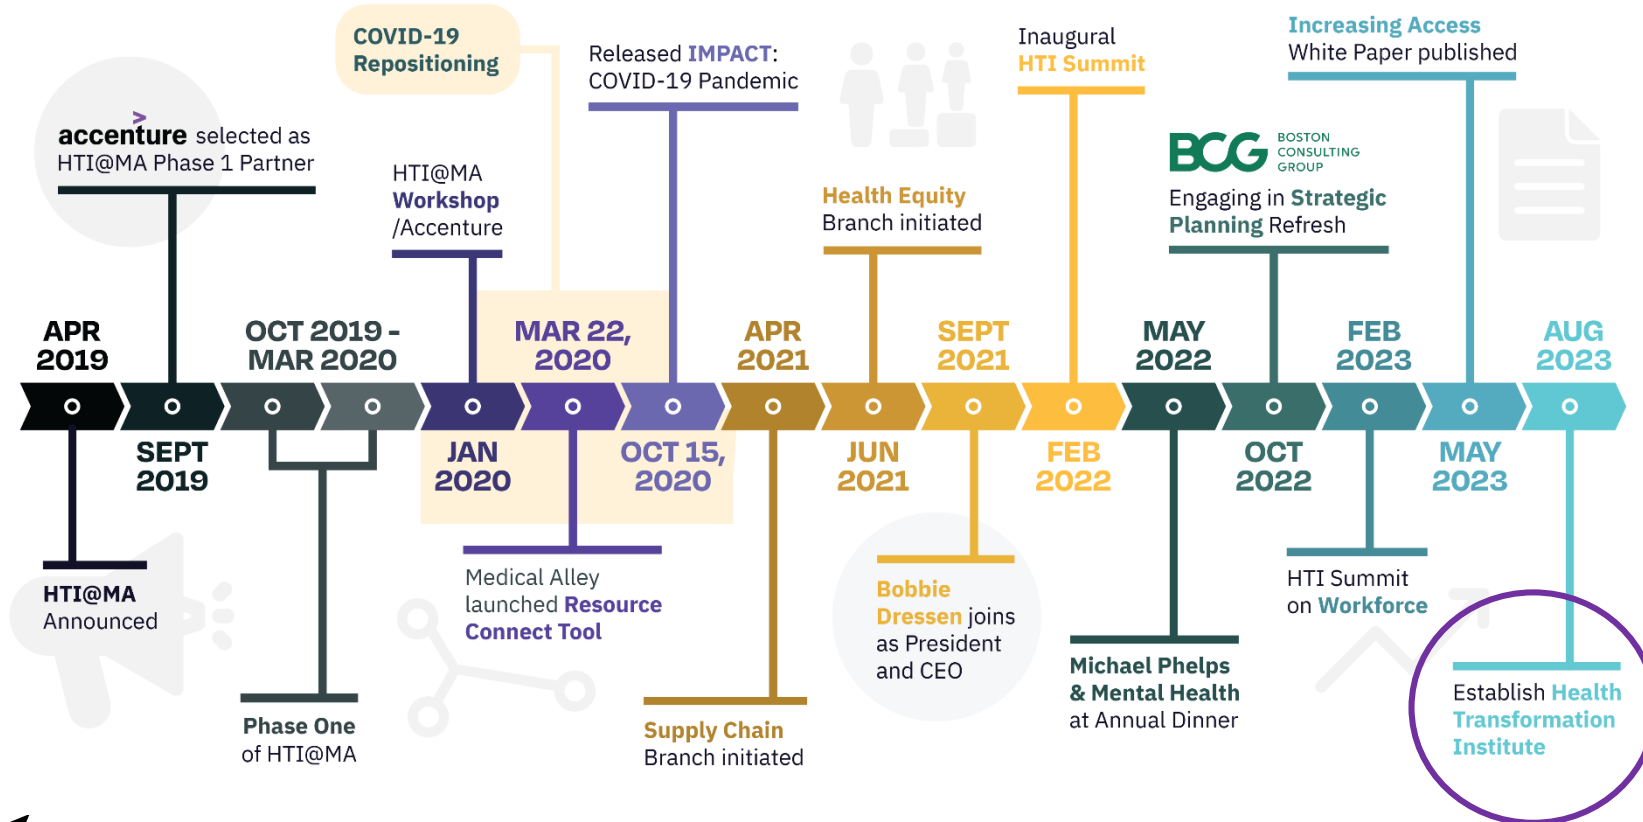 COVID-19
Repositioning
Released IMPACT:
COVID-19 Pandemic
Inaugural
HTI Summit
Increasing Access
White Paper published
accenture selected as
HTI@MA Phase 1 Partner
HTI@MA
Workshop
/Accenture
Health Equity
Branch initiated
BCG BOSTON
CONSULTING
GROUP
Engaging in Strategic
Planning Refresh
APR
2019
OCT 2019 -
MAR 2020
MAR 22,
2020
APR
2021
SEPT
2021
MAY
2022
FEB
2023
AUG
2023
SEPT
2019
JAN
2020
OCT 15,
2020
JUN
2021
FEB
2022
OCT
2022
MAY
2023
HTI@MA
Announced
Phase One
of HTI@MA
Medical Alley
launched Resource
Connect Tool
Supply Chain
Branch initiated
Bobbie
Dressen joins
as President
and CEO
Michael Phelps
& Mental Health
at Annual Dinner
HTI Summit
on Workforce
Establish Health
Transformation
Institute